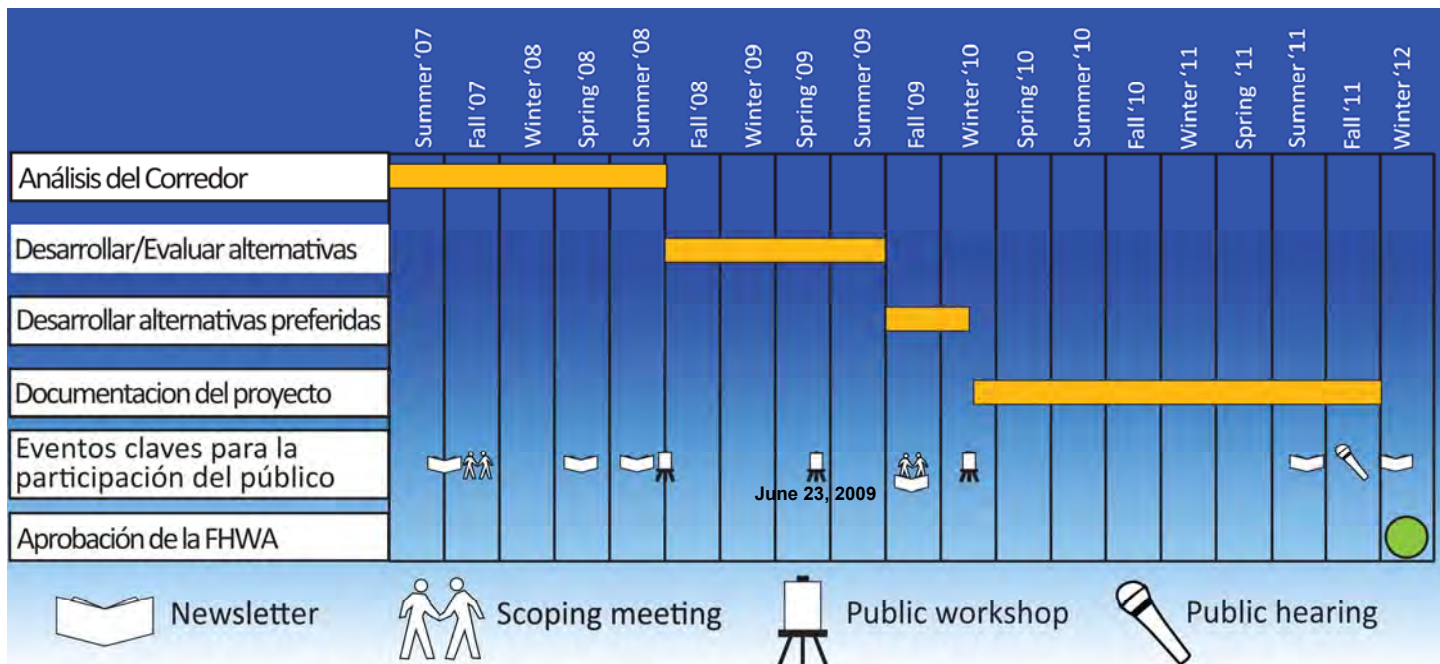 Summer ‘07
Fall ‘07
Winter ‘08
Spring ‘08
Summer ‘08
Fall ‘08
Winter ‘09
Spring ‘09
Summer ‘09
Fall ‘09
Winter ‘10
Spring ‘10
Summer ‘10
Fall ‘10
Winter ‘11
Spring ‘11
Summer ‘11
Fall ‘11
Winter ‘12
Análisis del Corredor
Desarrollar/Evaluar alternativas
Desarrollar alternativas preferidas
Documentacion del proyecto
Eventos claves para la
participación del público
June 23, 2009
Aprobación de la FHWA
Newsletter
Scoping meeting
Public workshop
Public hearing